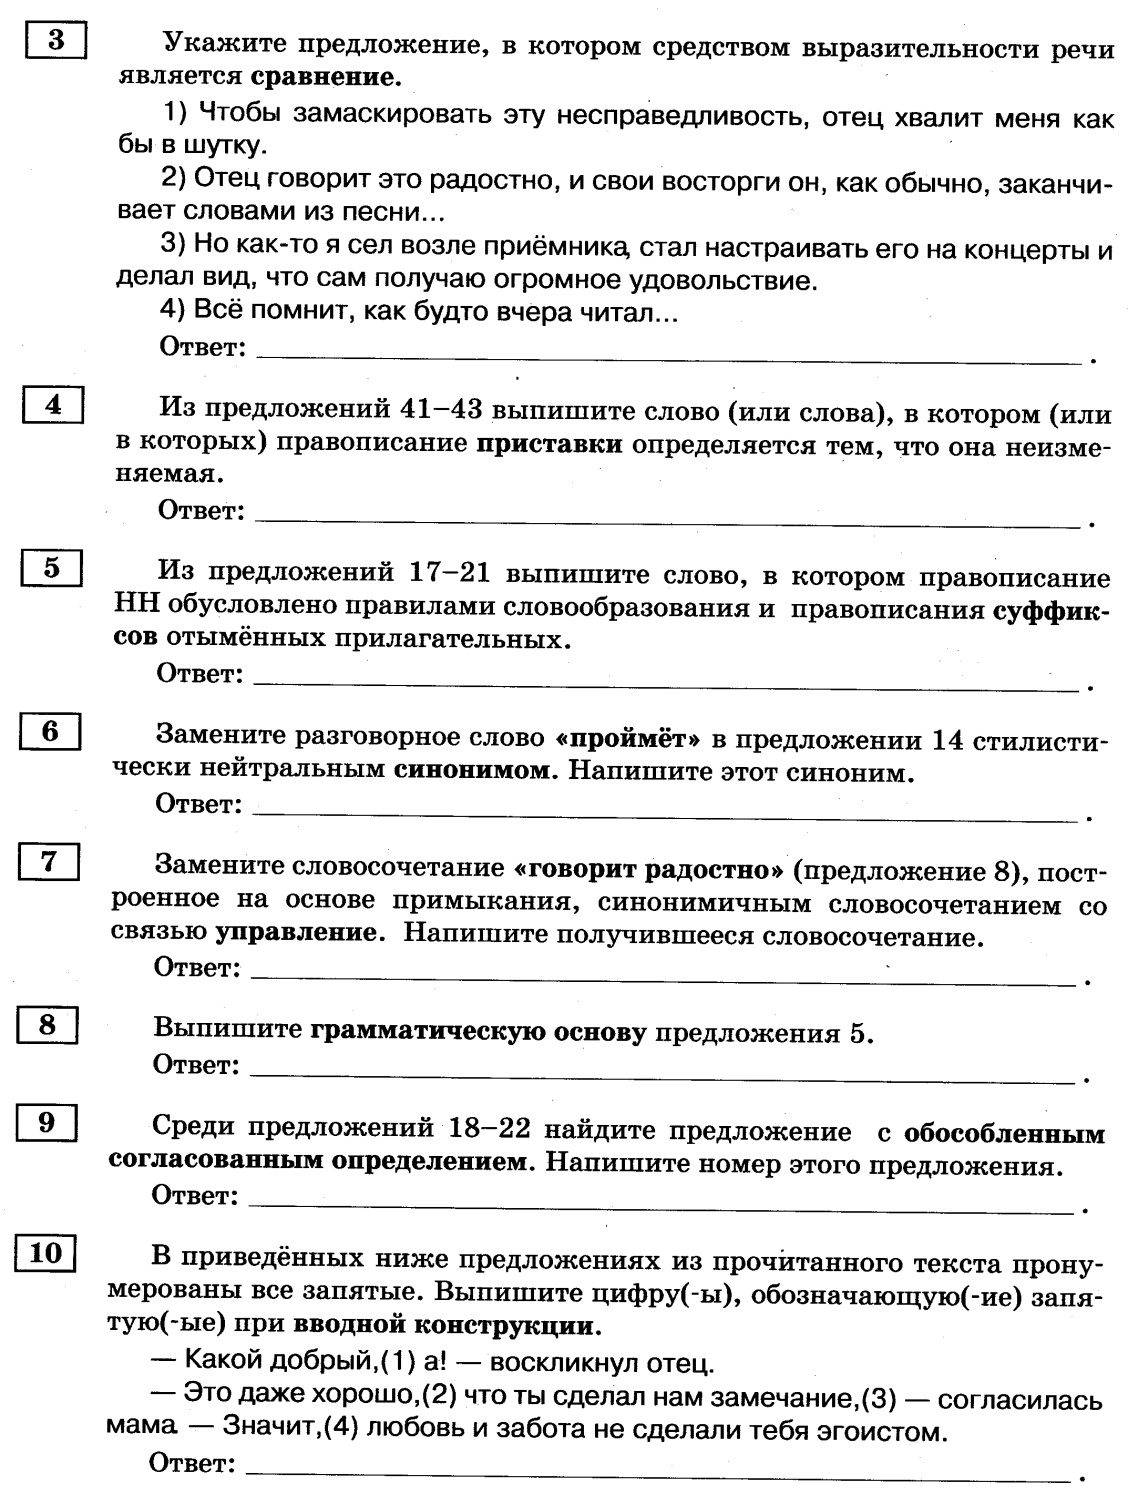 3 Укажите предложение, в котором средством выразительности речи
является сравнение.
1) Чтобы замаскировать эту несправедливость, отец хвалит меня как
бы в шутку.
2) Отец говорит это радостно, и свои восторги он, как обычно, заканчи-
вает словами из песни...
3) Но как-то я сел возле приёмника, стал настраивать его на концерты и
делал вид, что сам получаю огромное удовольствие.
4) Всё помнит, как будто вчера читал...
Ответ: ______________ .
4 Из предложений 41–43 выпишите слово (или слова), в котором (или
в которых) правописание приставки определяется тем, что она неизме-
няемая.
Ответ: ______________ .
5 Из предложений 17–21 выпишите слово, в котором правописание
НН обусловлено правилами словообразования и правописания суффик-
сов отымённых прилагательных.
Ответ: ______________ .
6 Замените разговорное слово «проймёт» в предложении 14 стилисти-
чески нейтральным синонимом. Напишите этот синоним.
Ответ: ______________ .
7 Замените словосочетание «говорит радостно» (предложение 8), пост-
роенное на основе примыкания, синонимичным словосочетанием со
связью управление. Напишите получившееся словосочетание.
Ответ: ______________ .
8 Выпишите грамматическую основу предложения 5.
Ответ: ______________ .
9 Среди предложений 18–22 найдите предложение с обособленным
согласованным определением. Напишите номер этого предложения.
Ответ: ______________ .
10 В приведённых ниже предложениях из прочитанного текста прону-
мерованы все запятые. Выпишите цифру(-ы), обозначающую(-ие) запя-
тую(-ые) при вводной конструкции.
— Какой добрый,(1) а! — воскликнул отец.
— Это даже хорошо,(2) что ты сделал нам замечание,(3) — согласилась
мама — Значит,(4) любовь и забота не сделали тебя эгоистом.
Ответ: ______________ .